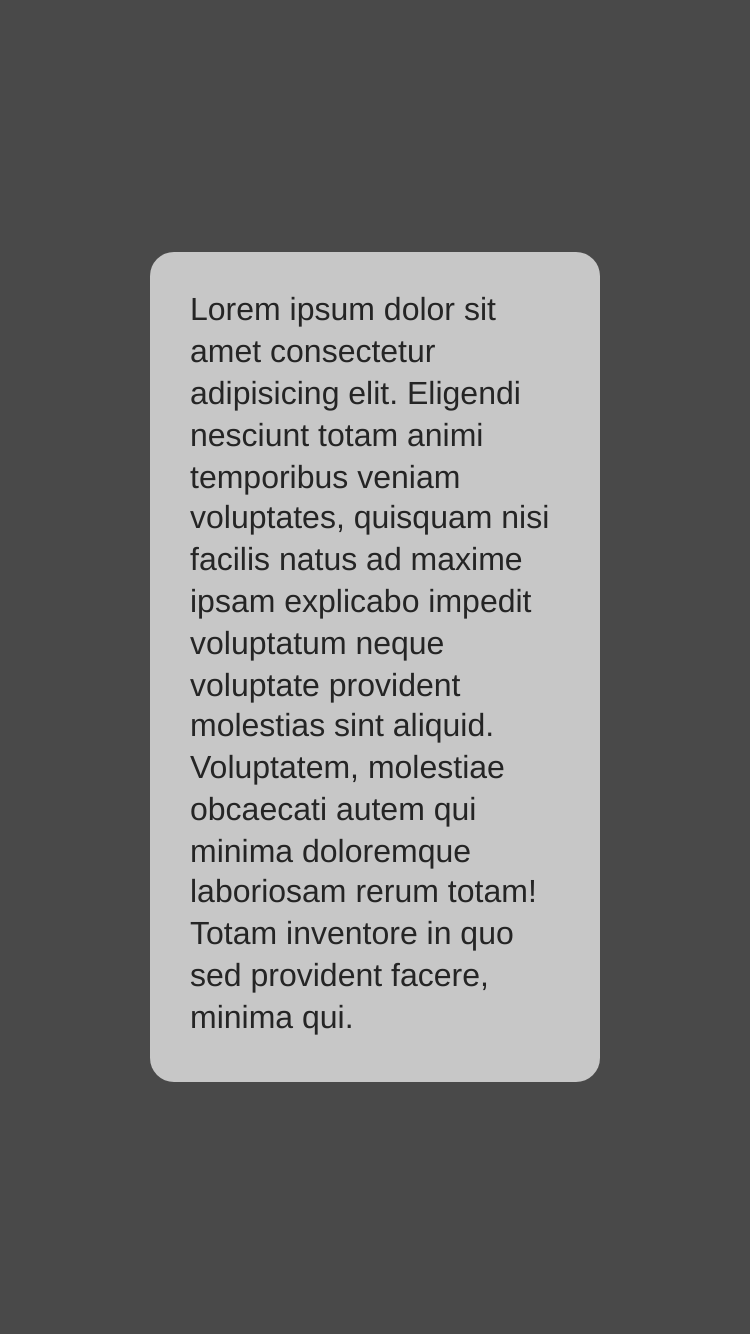 Lorem ipsum dolor sit
amet consectetur
adipisicing elit. Eligendi
nesciunt totam animi
temporibus veniam
voluptates, quisquam nisi
facilis natus ad maxime
ipsam explicabo impedit
voluptatum neque
voluptate provident
molestias sint aliquid.
Voluptatem, molestiae
obcaecati autem qui
minima doloremque
laboriosam rerum totam!
Totam inventore in quo
sed provident facere,
minima qui.